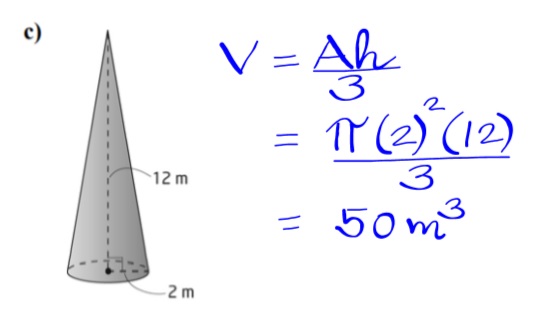 c)
12 m
2 m
V = Ah/3
= π(2)²(12)/3
= 50 m³